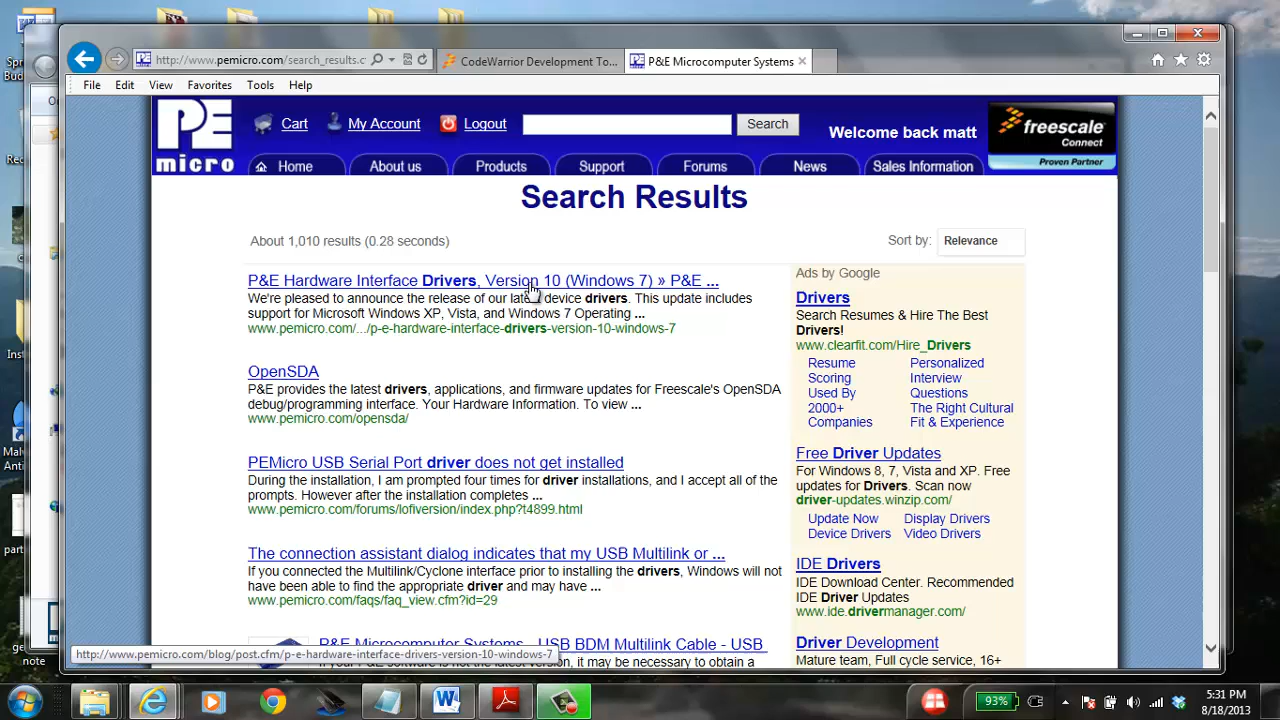 http://www.pemicro.com/search_results.c
CodeWarrior Development To...
P&E Microcomputer Systems
File Edit View Favorites Tools Help
PE
micro
Cart
My Account
Logout
Search
Welcome back matt
freescale
Connect
Proven Partner
Home
About us
Products
Support
Forums
News
Sales Information
Search Results
About 1,010 results (0.28 seconds)
Sort by:
Relevance
P&E Hardware Interface Drivers, Version 10 (Windows 7) » P&E ...
We're pleased to announce the release of our latest device drivers. This update includes
support for Microsoft Windows XP, Vista, and Windows 7 Operating ...
www.pemicro.com/.../p-e-hardware-interface-drivers-version-10-windows-7
OpenSDA
P&E provides the latest drivers, applications, and firmware updates for Freescale's OpenSDA
debug/programming interface. Your Hardware Information. To view ...
www.pemicro.com/opensda/
PEMicro USB Serial Port driver does not get installed
During the installation, I am prompted four times for driver installations, and I accept all of the
prompts. However after the installation completes ...
www.pemicro.com/forums/lofiversion/index.php?t4899.html
The connection assistant dialog indicates that my USB Multilink or ...
If you connected the Multilink/Cyclone interface prior to installing the drivers, Windows will not
have been able to find the appropriate driver and may have ...
www.pemicro.com/faqs/faq_view.cfm?id=29
P&E Microcomputer Systems - USB BDM Multilink Cable - USB
it may be necessary to obtain a
Ads by Google
Drivers
Search Resumes & Hire The Best
Drivers!
www.clearfit.com/Hire_Drivers
Resume
Scoring
Used By
2000+
Companies
Personalized
Interview
Questions
The Right Cultural
Fit & Experience
Free Driver Updates
For Windows 8, 7, Vista and XP. Free
updates for Drivers. Scan now
driver-updates.winzip.com/
Update Now
Display Drivers
Device Drivers
Video Drivers
IDE Drivers
IDE Download Center. Recommended
IDE Driver Updates
www.ide.drivermanager.com/
Driver Development
Mature team, Full cycle service, 16+
http://www.pemicro.com/blog/post.cfm/p-e-hardware-interface-drivers-version-10-windows-7
93%
5:31 PM
8/18/2013